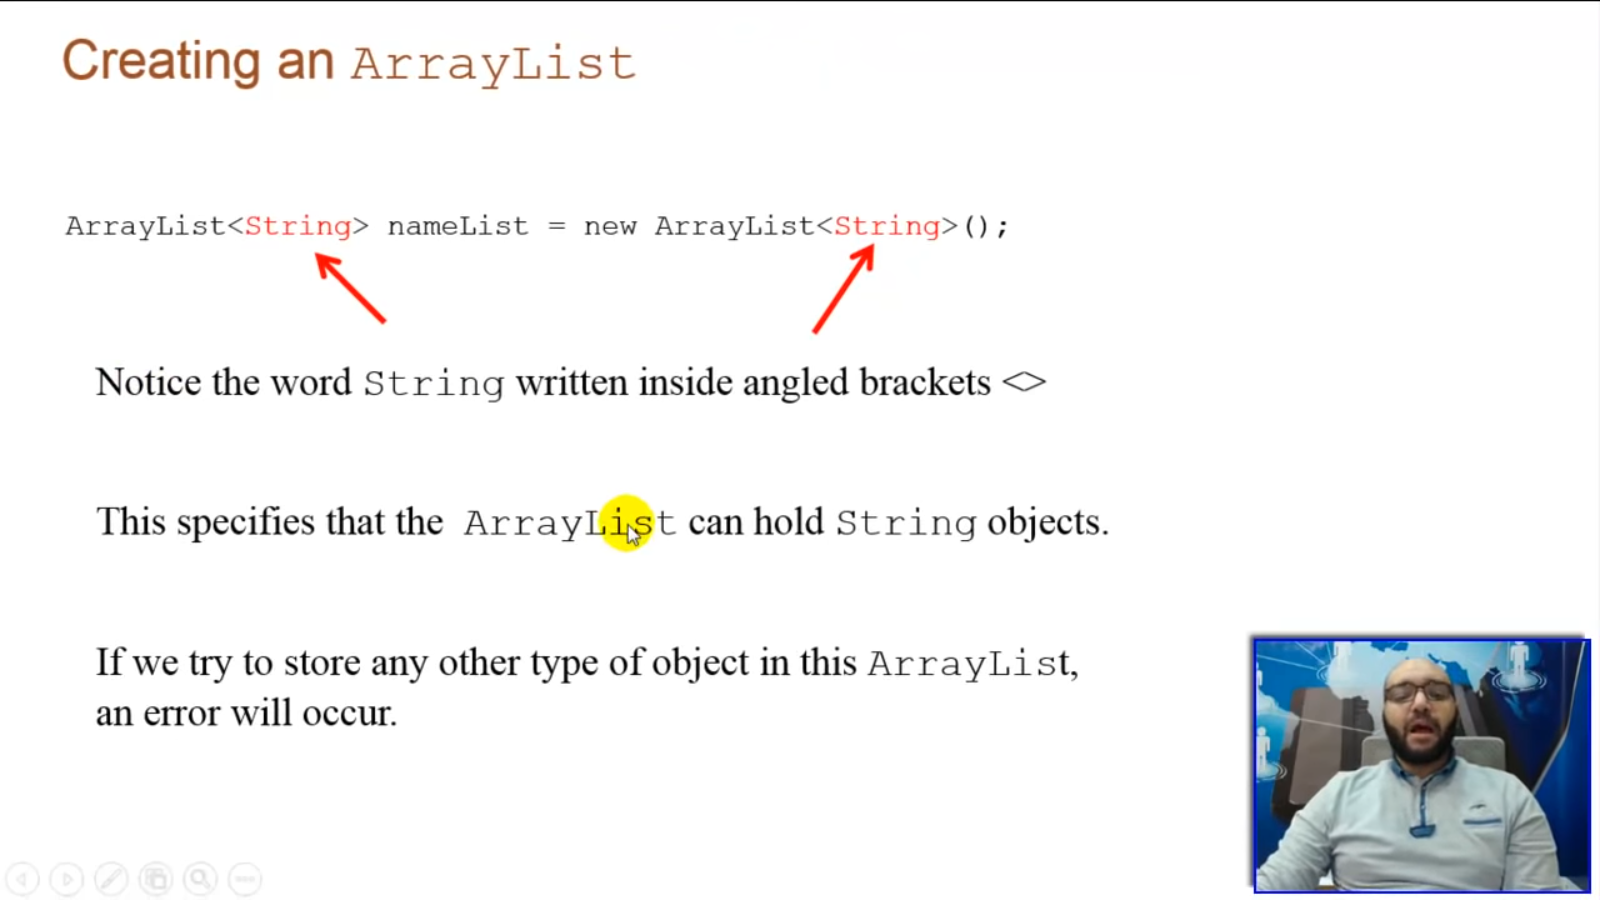 Creating an ArrayList
ArrayList<String> nameList = new ArrayList<String>();
Notice the word String written inside angled brackets <>
This specifies that the ArrayList can hold String objects.
If we try to store any other type of object in this ArrayList,
an error will occur.